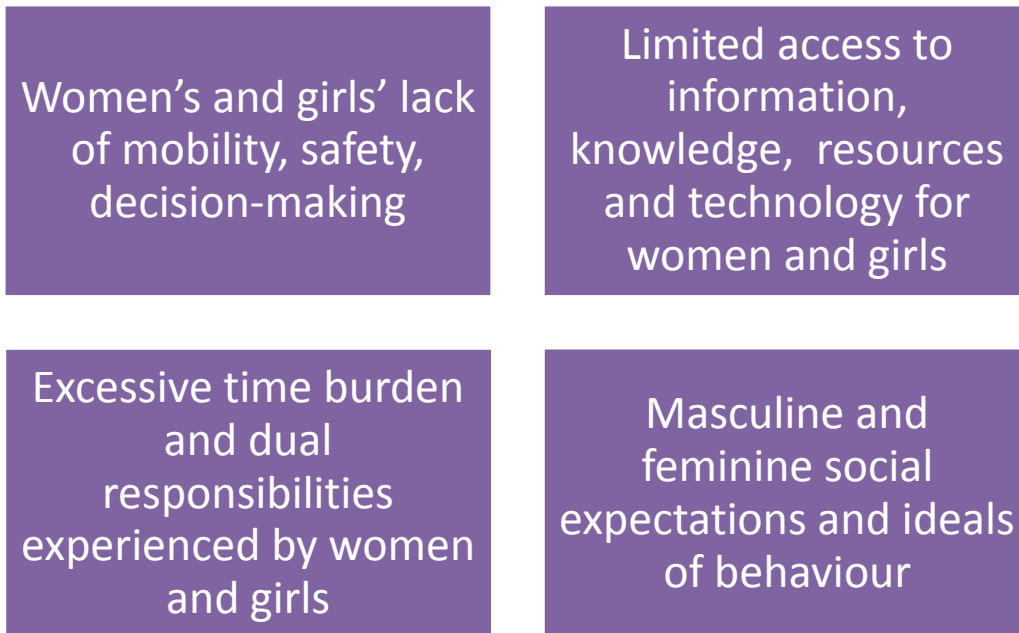 Women’s and girls’ lack
of mobility, safety,
decision-making
Limited access to
information,
knowledge,  resources
and technology for
women and girls
Excessive time burden
and dual
responsibilities
experienced by women
and girls
Masculine and
feminine social
expectations and ideals
of behaviour